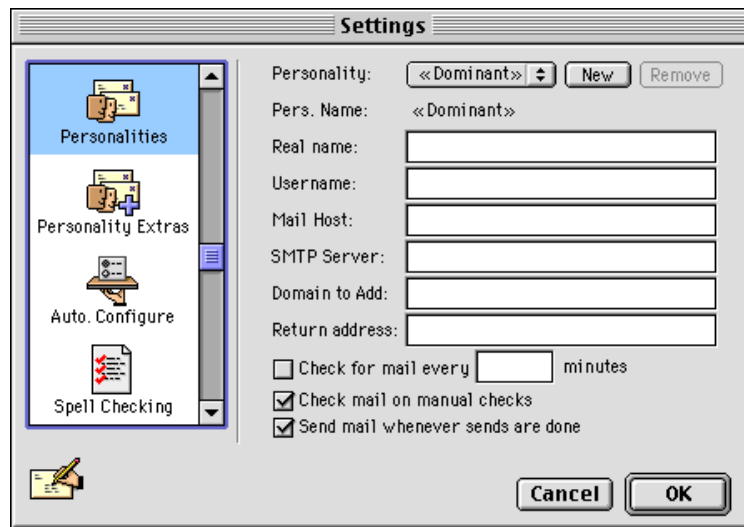 Settings
Personalities
Personality Extras
Auto. Configure
Spell Checking
Personality: «Dominant» New Remove
Pers. Name: «Dominant»
Real name:
Username:
Mail Host:
SMTP Server:
Domain to Add:
Return address:
Check for mail every minutes
Check mail on manual checks
Send mail whenever sends are done
Cancel OK